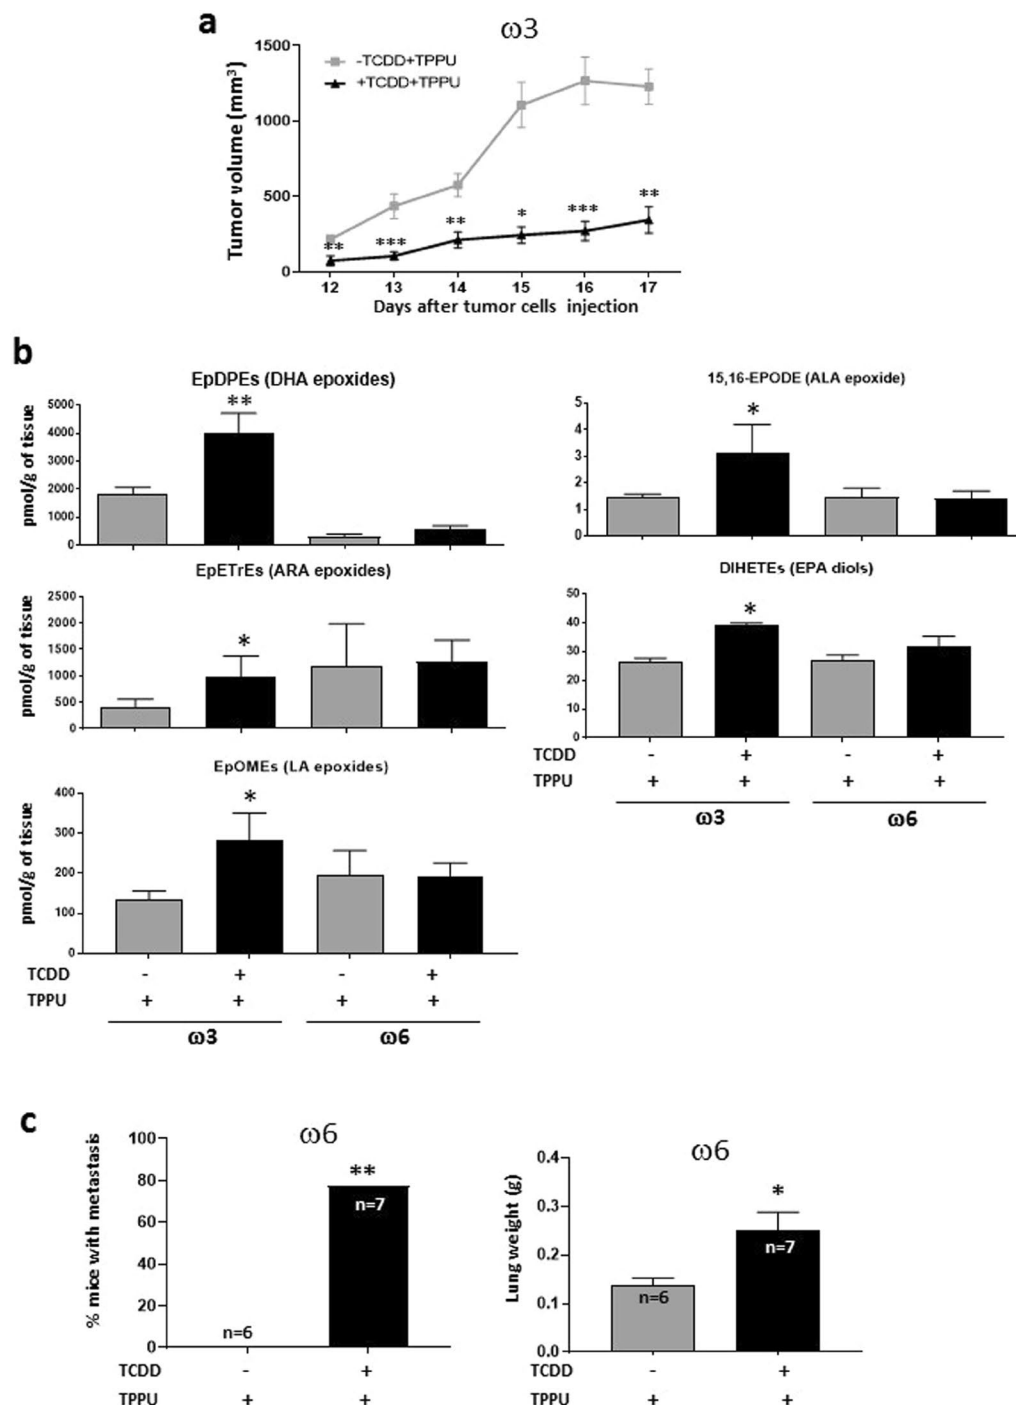 a
ω3
1500
-TCDD+TPPU
+TCDD+TPPU
1000
Tumor volume (mm³)
500
0
** *** ** * *** **
12 13 14 15 16 17
Days after tumor cells injection
b
EpDPEs (DHA epoxides)
5000
4000
3000
2000
1000
0
pmol/g of tissue
**
15,16-EPODE (ALA epoxide)
5
4
3
2
1
0
*
EpETrEs (ARA epoxides)
2500
2000
1500
1000
500
0
pmol/g of tissue
*
DIHETEs (EPA diols)
50
40
30
20
10
0
*
TCDD - + - +
TPPU + + + +
ω3 ω6
EpOMEs (LA epoxides)
400
300
200
100
0
pmol/g of tissue
*
TCDD - + - +
TPPU + + + +
ω3 ω6
c
ω6
100
80
60
40
20
0
% mice with metastasis
**
n=7
n=6
TCDD - +
TPPU + +
ω6
0.4
0.3
0.2
0.1
0.0
Lung weight (g)
*
n=7
n=6
TCDD - +
TPPU + +